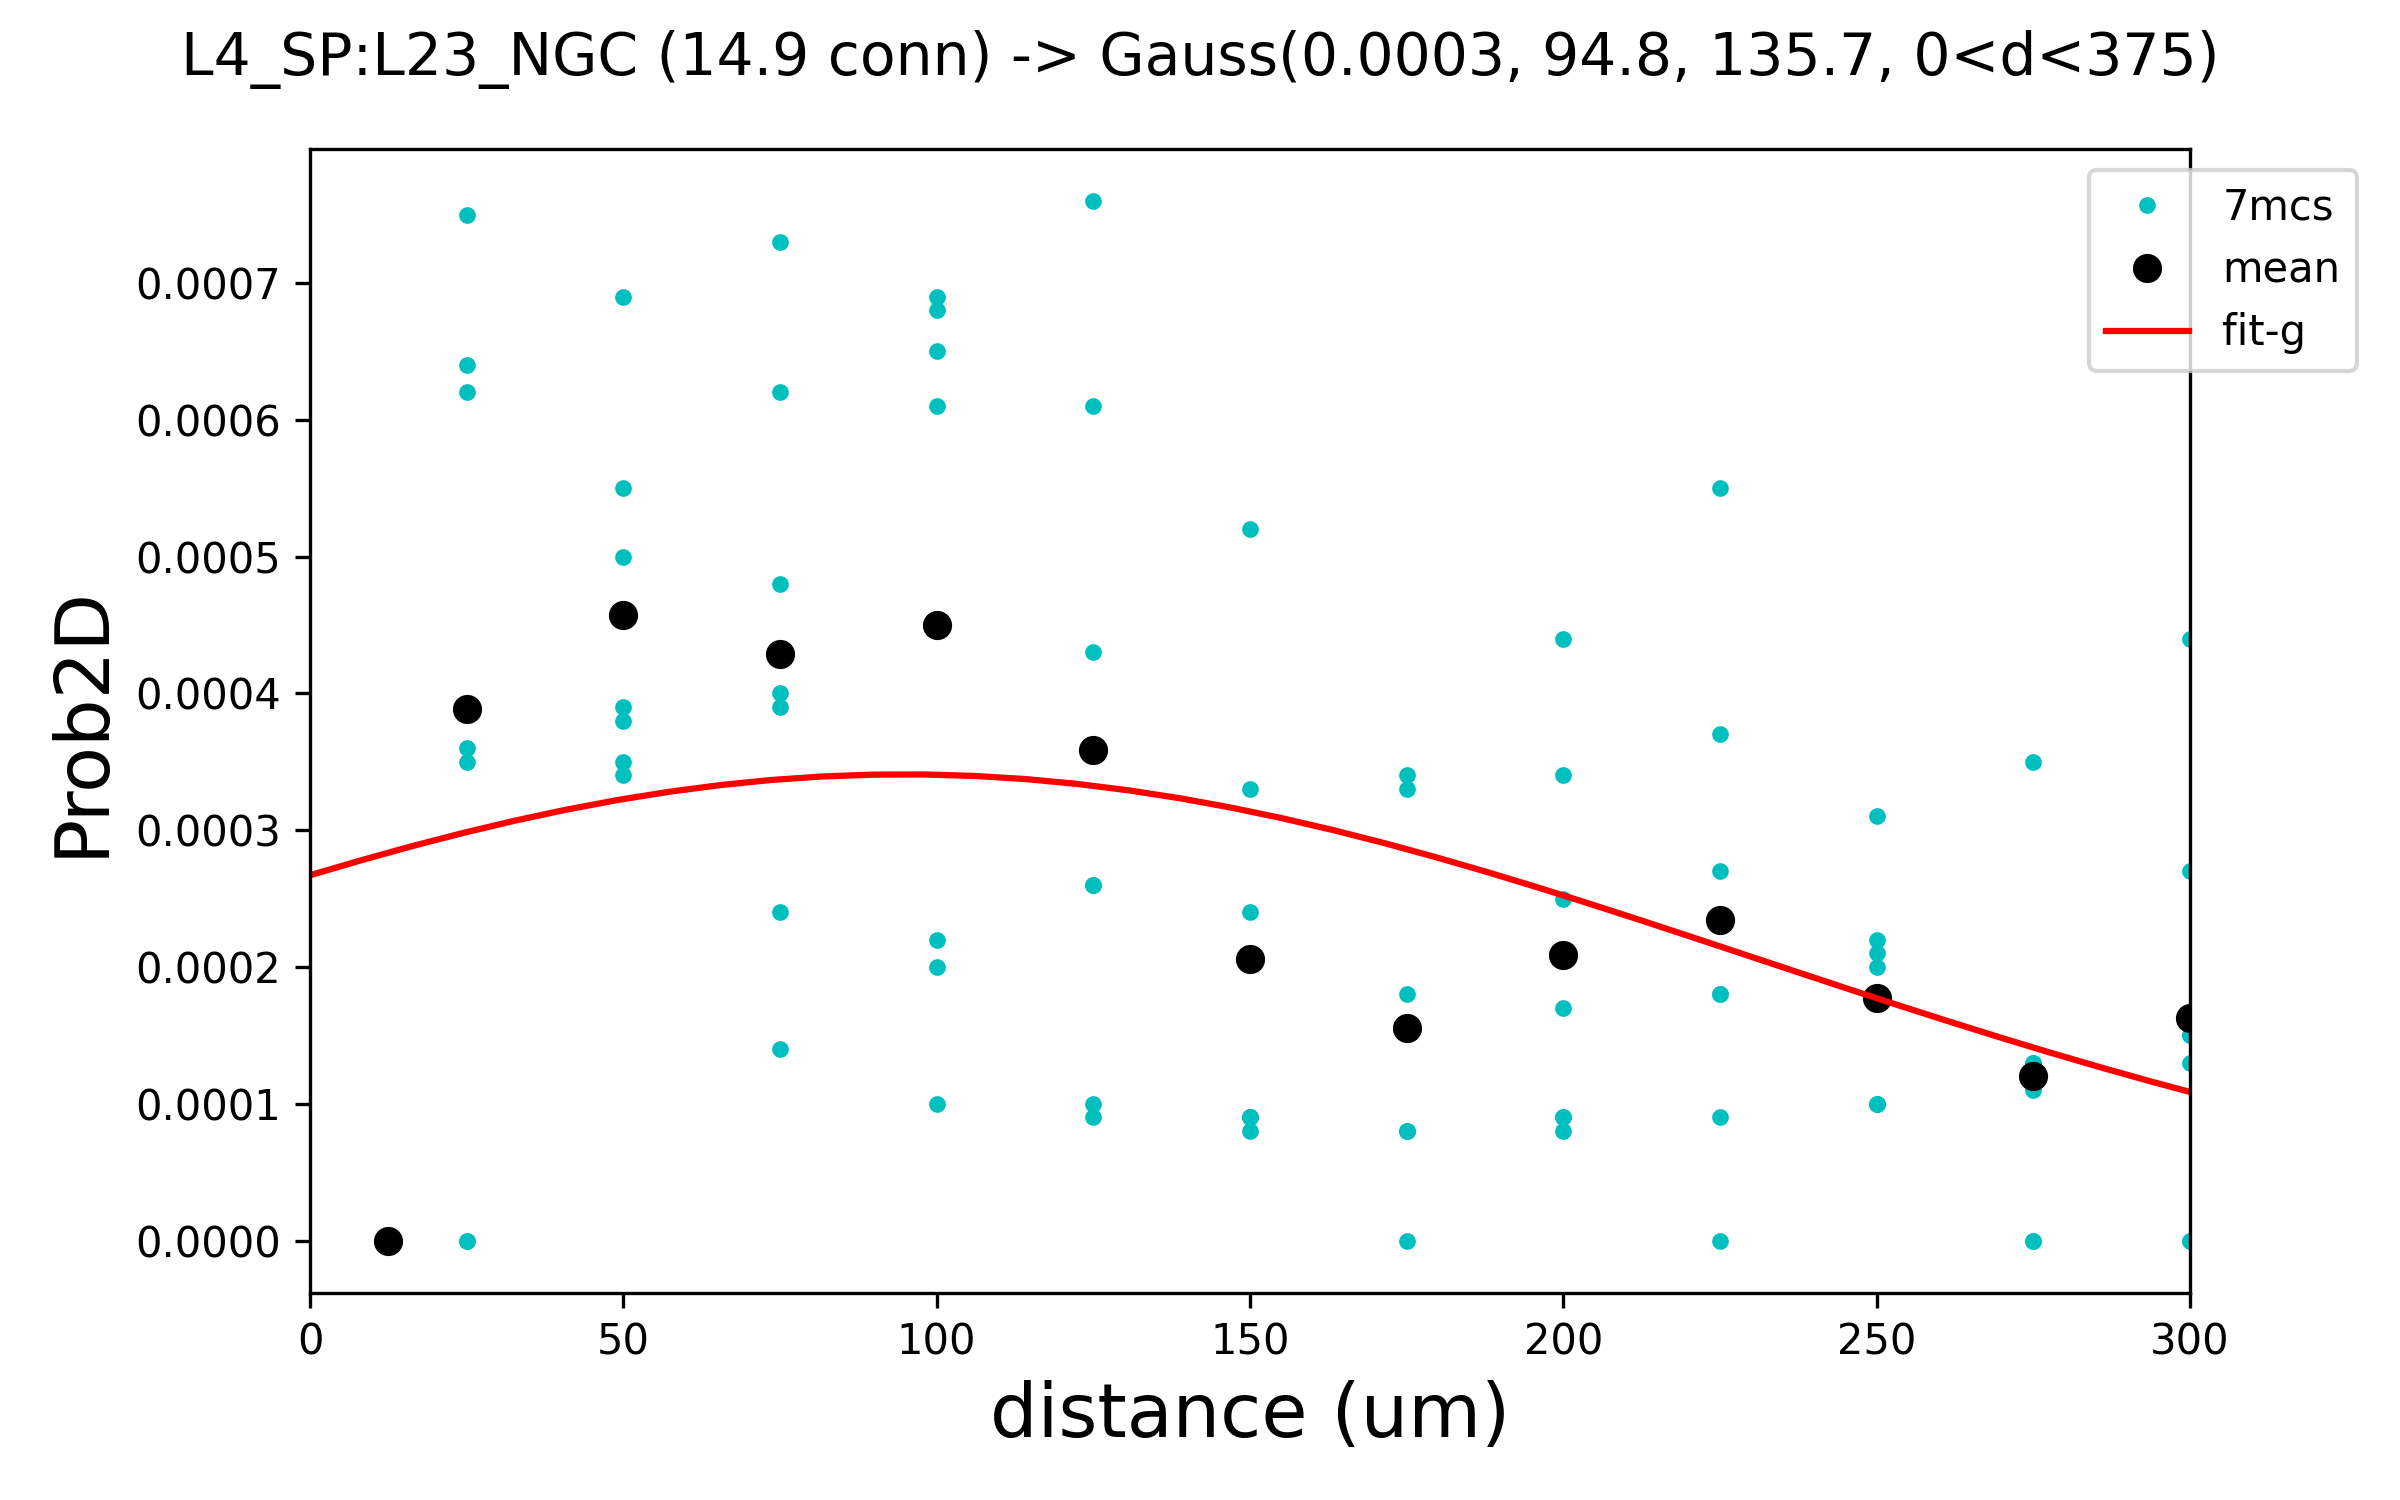 L4_SP:L23_NGC (14.9 conn) -> Gauss(0.0003, 94.8, 135.7, 0<d<375)
7mcs
mean
fit-g
Prob2D
0.0007
0.0006
0.0005
0.0004
0.0003
0.0002
0.0001
0.0000
0 50 100 150 200 250 300
distance (um)